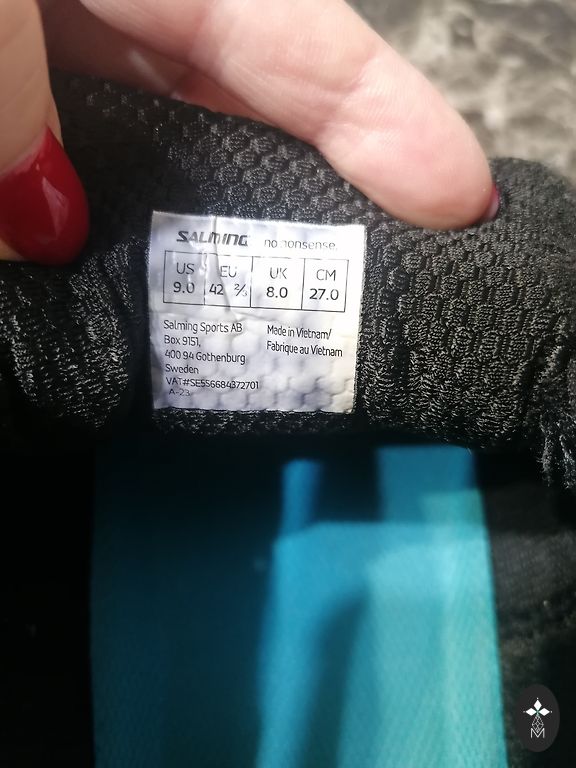 SALMING no nonsense.
US EU UK CM
9.0 42 ⅔ 8.0 27.0
Salming Sports AB
Box 9151,
400 94 Gothenburg
Sweden
VAT#SE556684372701
A-23
Made in Vietnam/
Fabrique au Vietnam
M